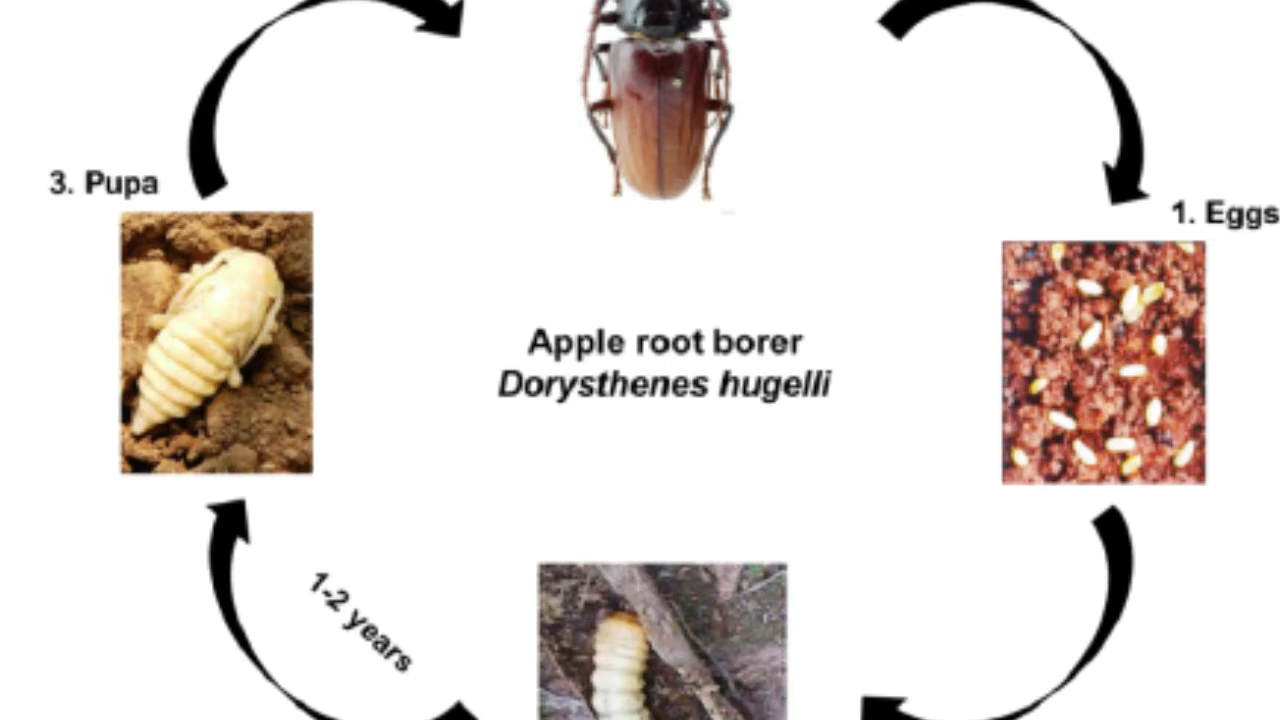 3. Pupa
1. Eggs
Apple root borer
Dorysthenes hugelli
1-2 years